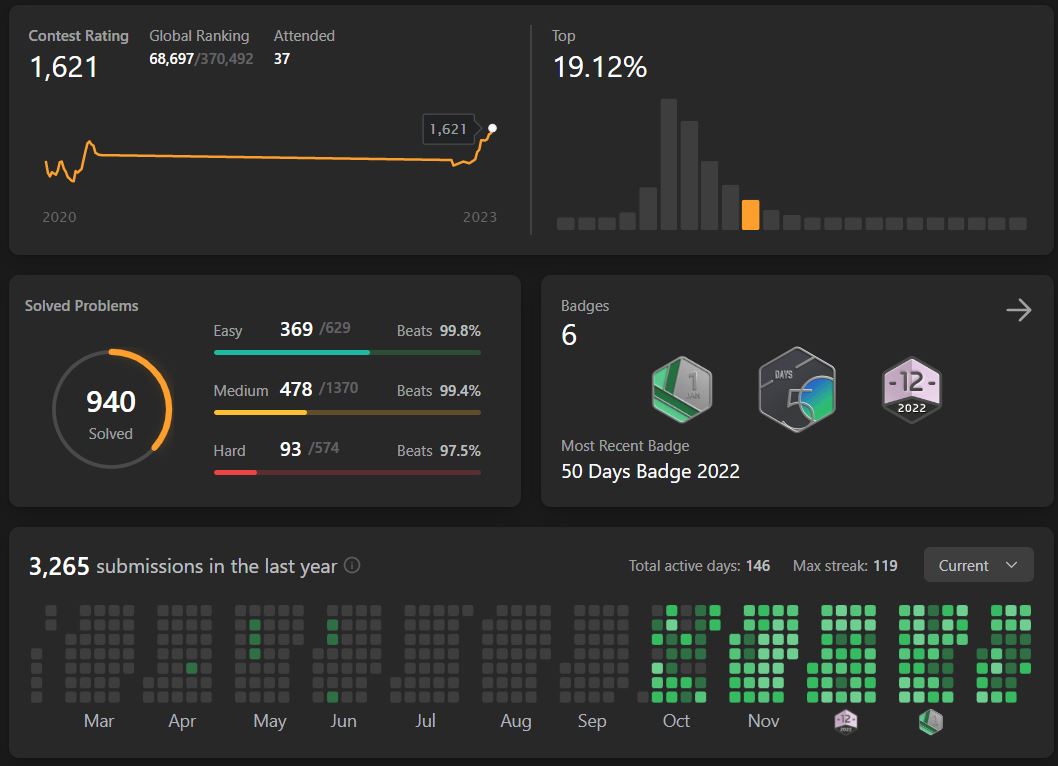 Contest Rating Global Ranking Attended
1,621 68,697/370,492 37
1,621
2020 2023
Top
19.12%
Solved Problems
940
Solved
Easy 369 /629 Beats 99.8%
Medium 478 /1370 Beats 99.4%
Hard 93 /574 Beats 97.5%
Badges
6
1
JAN
DAYS
5
-12-
2022
Most Recent Badge
50 Days Badge 2022
3,265 submissions in the last year
Total active days: 146 Max streak: 119 Current
Mar Apr May Jun Jul Aug Sep Oct Nov
-12-
2022